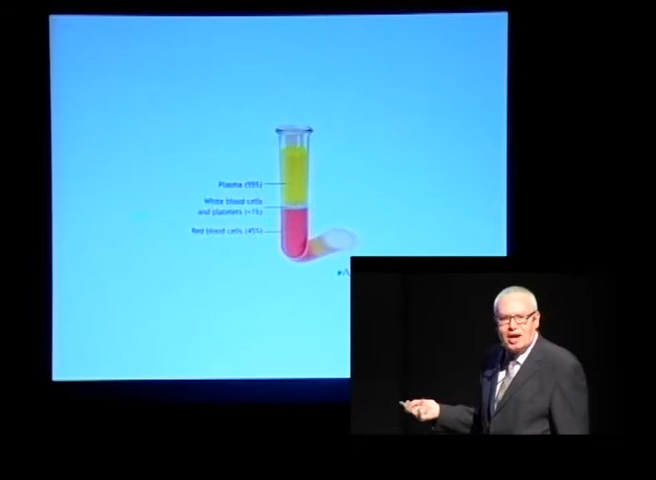 Plasma (55%)
White blood cells
and platelets (<1%)
Red blood cells (45%)